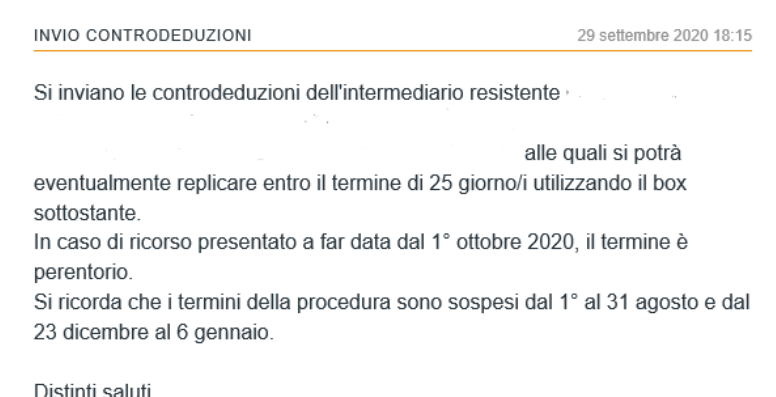 INVIO CONTRODEDUZIONI 29 settembre 2020 18:15
Si inviano le controdeduzioni dell'intermediario resistente
alle quali si potrà
eventualmente replicare entro il termine di 25 giorno/i utilizzando il box
sottostante.
In caso di ricorso presentato a far data dal 1° ottobre 2020, il termine è
perentorio.
Si ricorda che i termini della procedura sono sospesi dal 1° al 31 agosto e dal
23 dicembre al 6 gennaio.
Distinti saluti